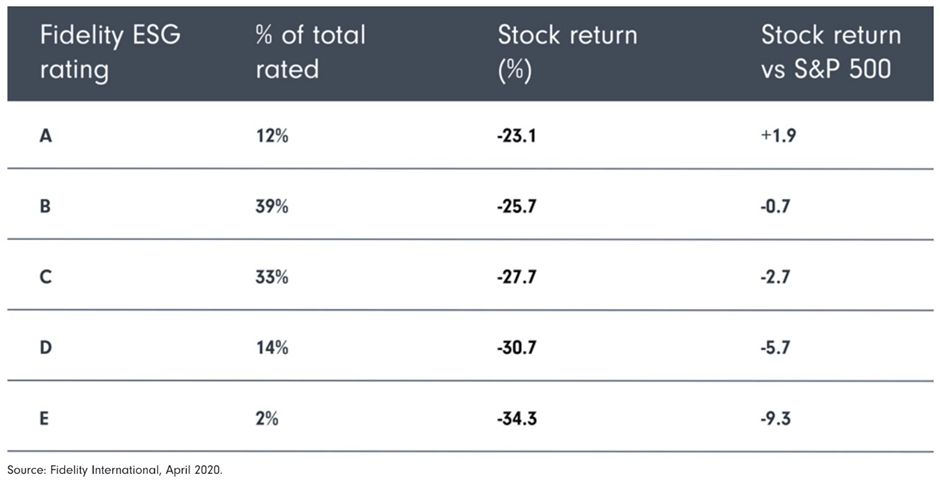 Fidelity ESG rating % of total rated Stock return (%) Stock return vs S&P 500
A 12% -23.1 +1.9
B 39% -25.7 -0.7
C 33% -27.7 -2.7
D 14% -30.7 -5.7
E 2% -34.3 -9.3
Source: Fidelity International, April 2020.